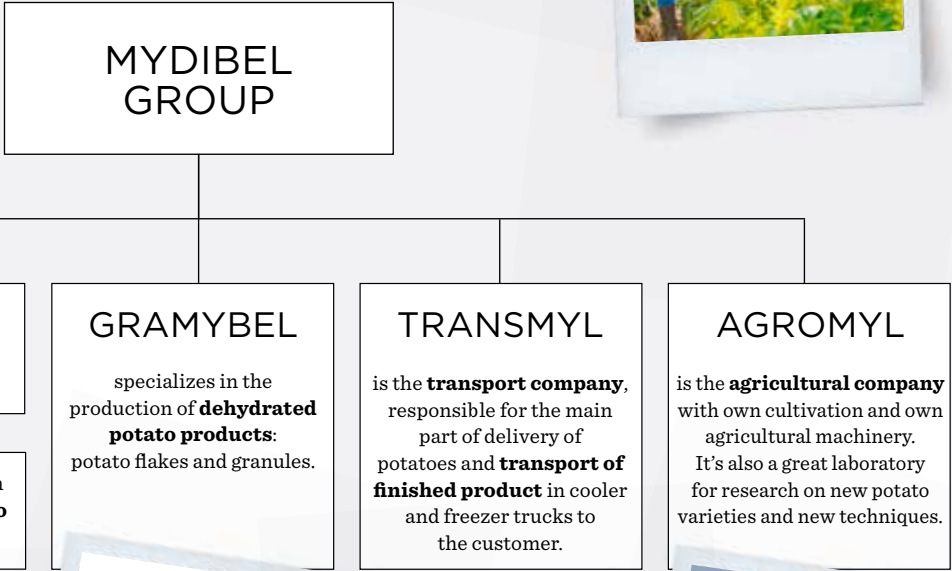 MYDIBEL
GROUP
GRAMYBEL
specializes in the
production of dehydrated
potato products:
potato flakes and granules.
TRANSMYL
is the transport company,
responsible for the main
part of delivery of
potatoes and transport of
finished product in cooler
and freezer trucks to
the customer.
AGROMYL
is the agricultural company
with own cultivation and own
agricultural machinery.
It's also a great laboratory
for research on new potato
varieties and new techniques.